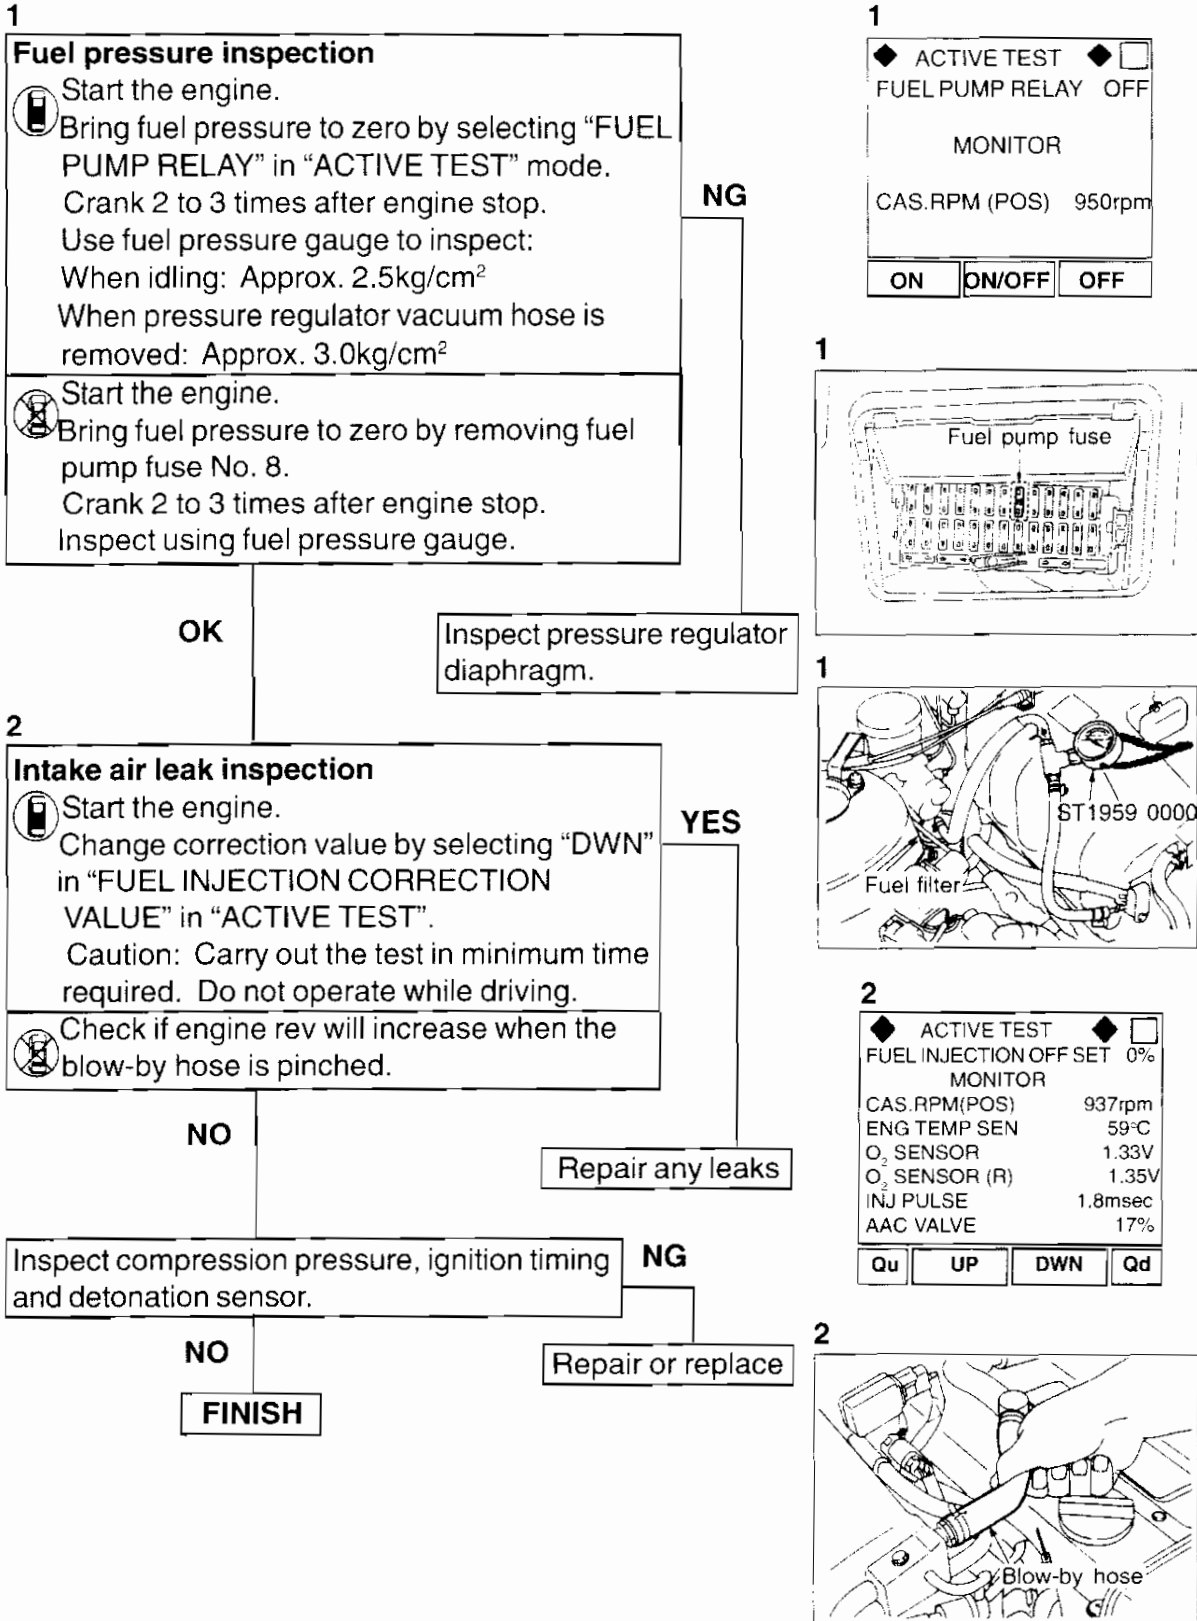 1
Fuel pressure inspection
Start the engine.
Bring fuel pressure to zero by selecting “FUEL
PUMP RELAY” in “ACTIVE TEST” mode.
Crank 2 to 3 times after engine stop.
Use fuel pressure gauge to inspect:
When idling: Approx. 2.5kg/cm²
When pressure regulator vacuum hose is
removed: Approx. 3.0kg/cm²
Start the engine.
Bring fuel pressure to zero by removing fuel
pump fuse No. 8.
Crank 2 to 3 times after engine stop.
Inspect using fuel pressure gauge.
NG
OK
Inspect pressure regulator
diaphragm.
2
Intake air leak inspection
Start the engine.
Change correction value by selecting “DWN”
in “FUEL INJECTION CORRECTION
VALUE” in “ACTIVE TEST”.
Caution: Carry out the test in minimum time
required. Do not operate while driving.
Check if engine rev will increase when the
blow-by hose is pinched.
YES
NO
Repair any leaks
Inspect compression pressure, ignition timing
and detonation sensor.
NG
NO
Repair or replace
FINISH
1
ACTIVE TEST
FUEL PUMP RELAY OFF
MONITOR
CAS.RPM (POS) 950rpm
ON ON/OFF OFF
1
Fuel pump fuse
1
ST1959 0000
Fuel filter
2
ACTIVE TEST
FUEL INJECTION OFF SET 0%
MONITOR
CAS.RPM(POS) 937rpm
ENG TEMP SEN 59°C
O₂ SENSOR 1.33V
O₂ SENSOR (R) 1.35V
INJ PULSE 1.8msec
AAC VALVE 17%
Qu UP DWN Qd
2
Blow-by hose